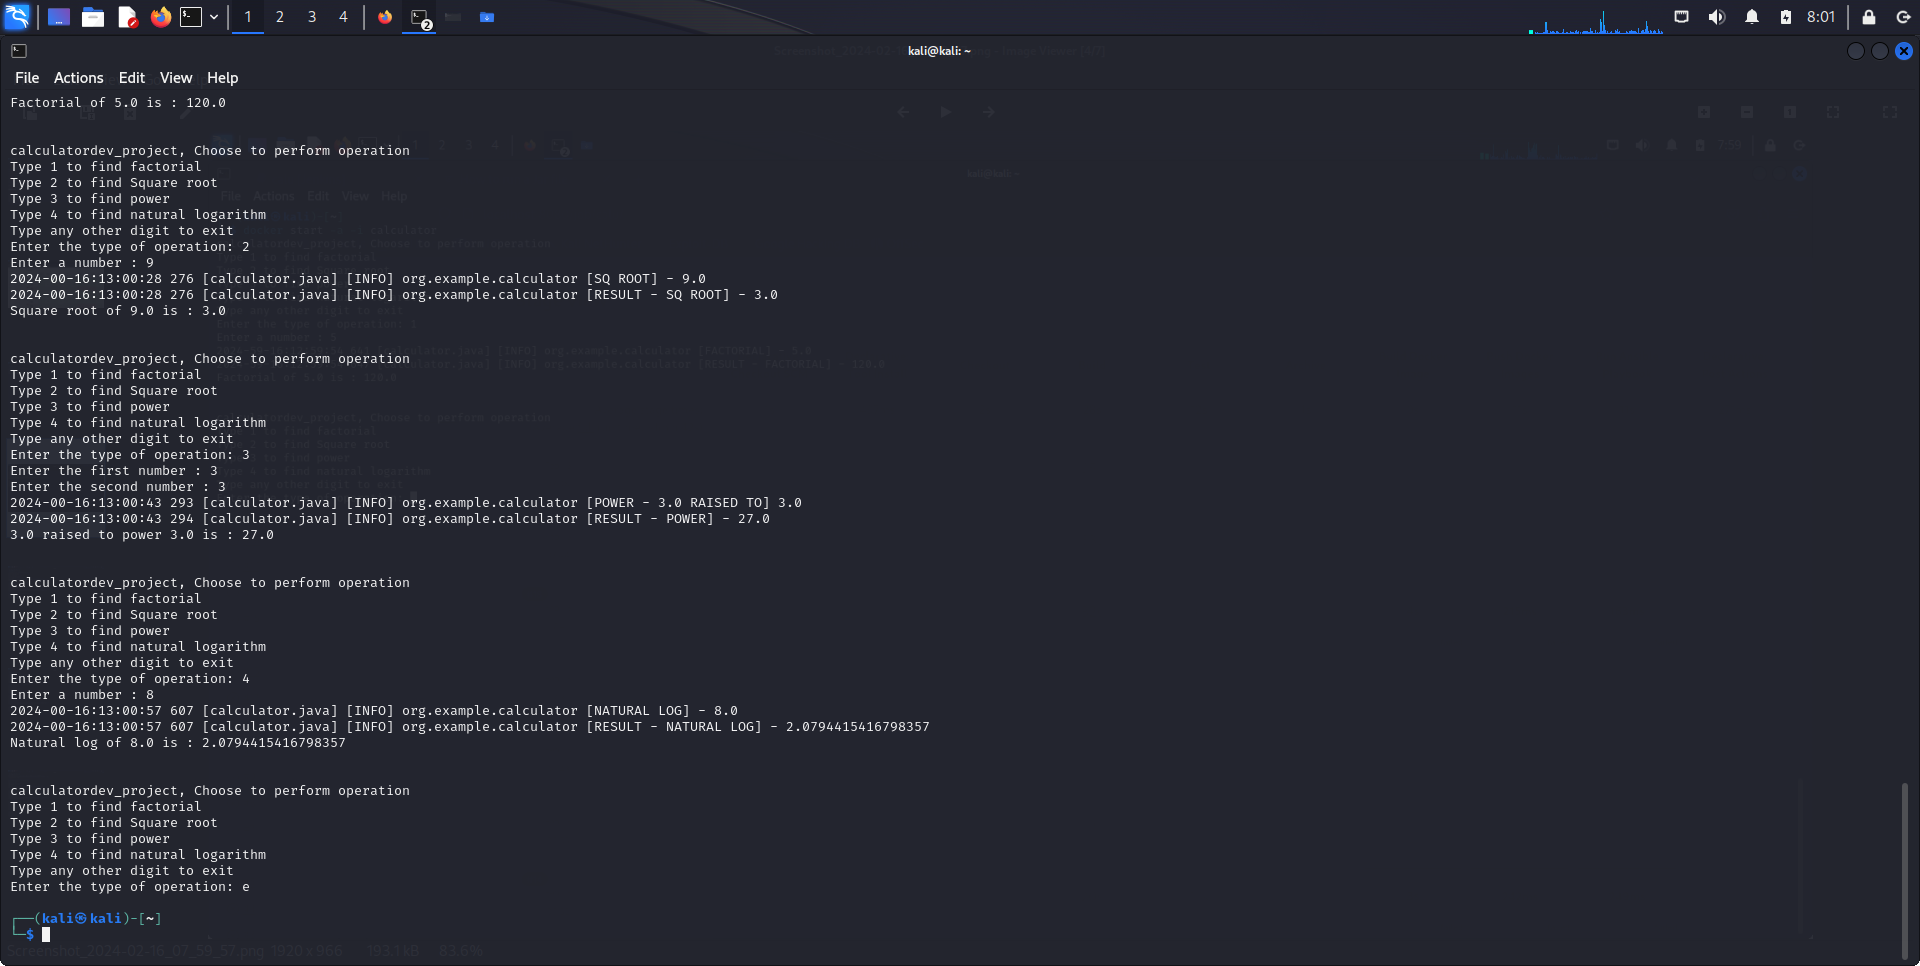 1 2 3 4 2 8:01
kali@kali: ~
File Actions Edit View Help
Factorial of 5.0 is : 120.0
calculatordev_project, Choose to perform operation
Type 1 to find factorial
Type 2 to find Square root
Type 3 to find power
Type 4 to find natural logarithm
Type any other digit to exit
Enter the type of operation: 2
Enter a number : 9
2024-00-16:13:00:28 276 [calculator.java] [INFO] org.example.calculator [SQ ROOT] - 9.0
2024-00-16:13:00:28 276 [calculator.java] [INFO] org.example.calculator [RESULT - SQ ROOT] - 3.0
Square root of 9.0 is : 3.0
calculatordev_project, Choose to perform operation
Type 1 to find factorial
Type 2 to find Square root
Type 3 to find power
Type 4 to find natural logarithm
Type any other digit to exit
Enter the type of operation: 3
Enter the first number : 3
Enter the second number : 3
2024-00-16:13:00:43 293 [calculator.java] [INFO] org.example.calculator [POWER - 3.0 RAISED TO] 3.0
2024-00-16:13:00:43 294 [calculator.java] [INFO] org.example.calculator [RESULT - POWER] - 27.0
3.0 raised to power 3.0 is : 27.0
calculatordev_project, Choose to perform operation
Type 1 to find factorial
Type 2 to find Square root
Type 3 to find power
Type 4 to find natural logarithm
Type any other digit to exit
Enter the type of operation: 4
Enter a number : 8
2024-00-16:13:00:57 607 [calculator.java] [INFO] org.example.calculator [NATURAL LOG] - 8.0
2024-00-16:13:00:57 607 [calculator.java] [INFO] org.example.calculator [RESULT - NATURAL LOG] - 2.0794415416798357
Natural log of 8.0 is : 2.0794415416798357
calculatordev_project, Choose to perform operation
Type 1 to find factorial
Type 2 to find Square root
Type 3 to find power
Type 4 to find natural logarithm
Type any other digit to exit
Enter the type of operation: e
┌──(kali㉿kali)-[~]
└─$
Screenshot_2024-02-16_07_59_57.png 1920 x 966 193.1 kB 83.6%